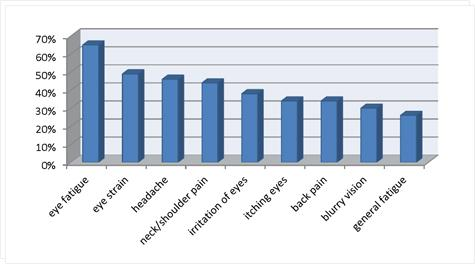 70%
60%
50%
40%
30%
20%
10%
0%
eye fatigue
eye strain
headache
neck/shoulder pain
irritation of eyes
itching eyes
back pain
blurry vision
general fatigue